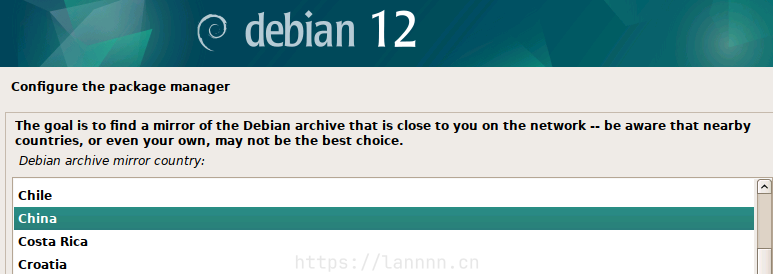 debian 12
Configure the package manager
The goal is to find a mirror of the Debian archive that is close to you on the network -- be aware that nearby
countries, or even your own, may not be the best choice.
Debian archive mirror country:
Chile
China
Costa Rica
Croatia
https://lannnn.cn